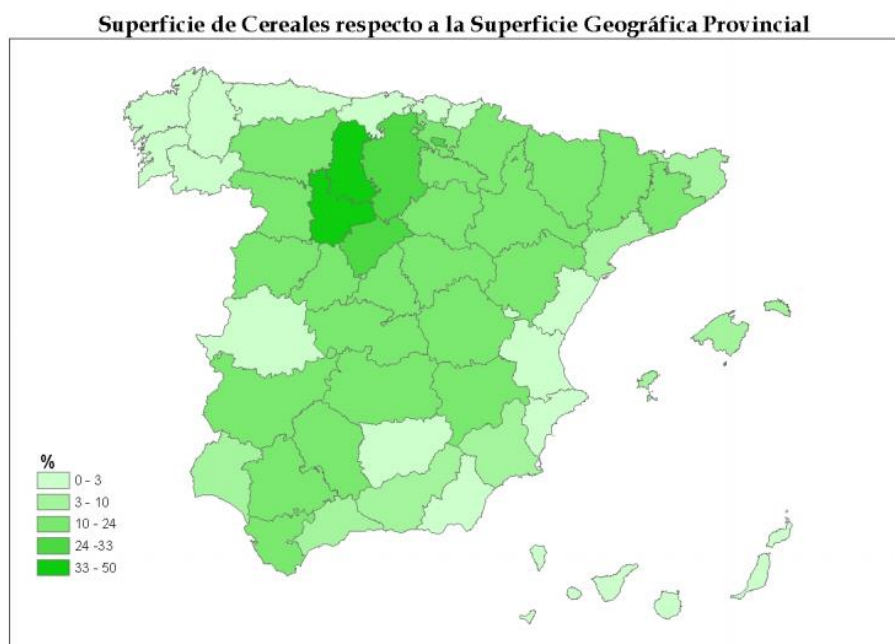 Superficie de Cereales respecto a la Superficie Geográfica Provincial
%
0 - 3
3 - 10
10 - 24
24 -33
33 - 50